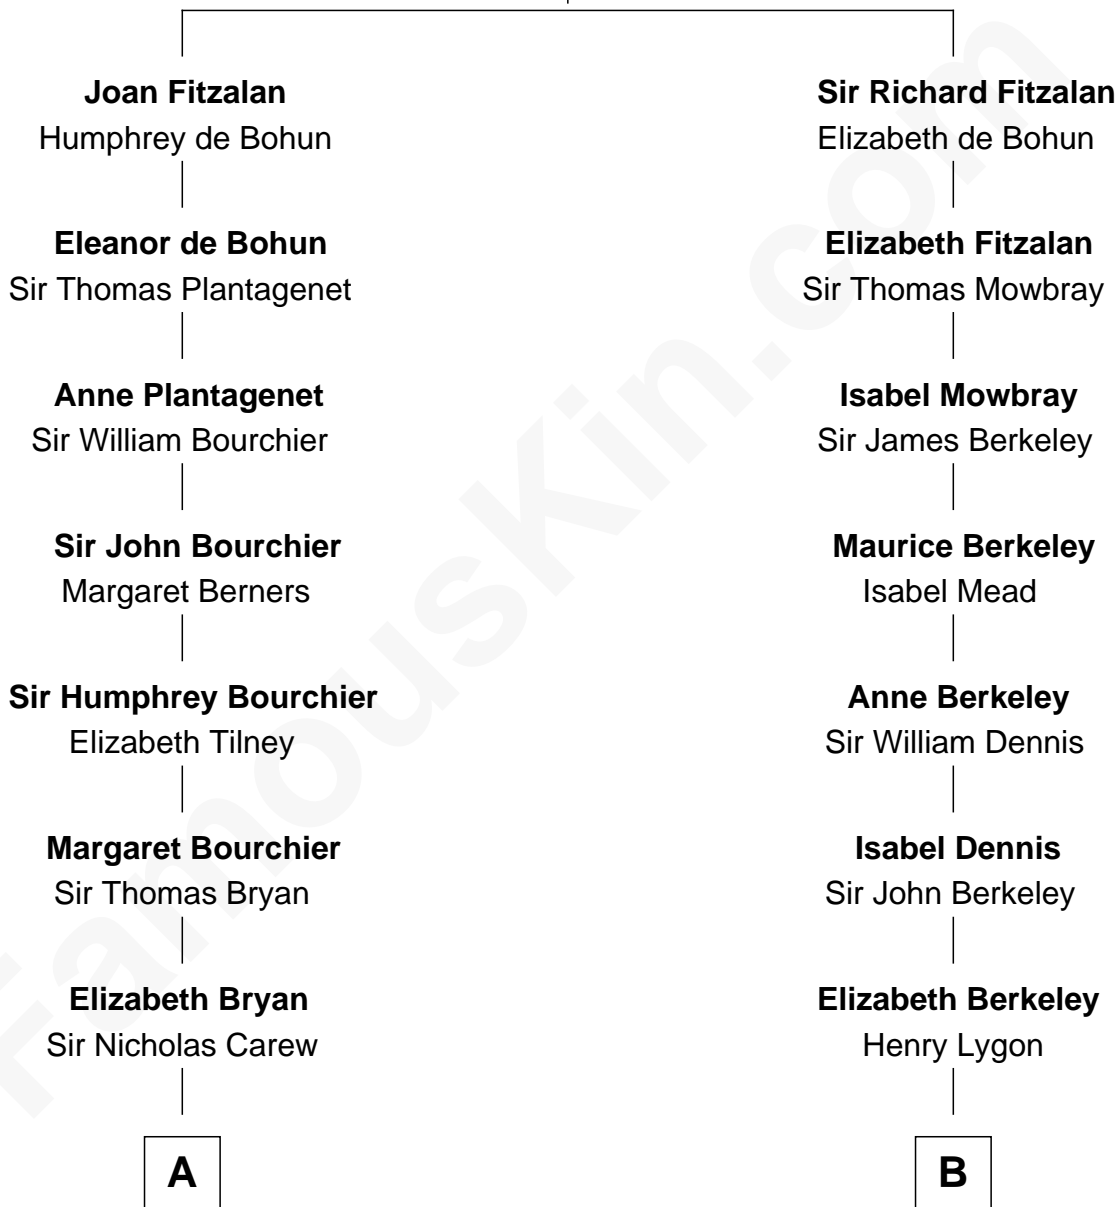 Joan Fitzalan
Humphrey de Bohun
Eleanor de Bohun
Sir Thomas Plantagenet
Anne Plantagenet
Sir William Bourchier
Sir John Bourchier
Margaret Berners
Sir Humphrey Bourchier
Elizabeth Tilney
Margaret Bourchier
Sir Thomas Bryan
Elizabeth Bryan
Sir Nicholas Carew
A
Sir Richard Fitzalan
Elizabeth de Bohun
Elizabeth Fitzalan
Sir Thomas Mowbray
Isabel Mowbray
Sir James Berkeley
Maurice Berkeley
Isabel Mead
Anne Berkeley
Sir William Dennis
Isabel Dennis
Sir John Berkeley
Elizabeth Berkeley
Henry Lygon
B
FamousKin.com